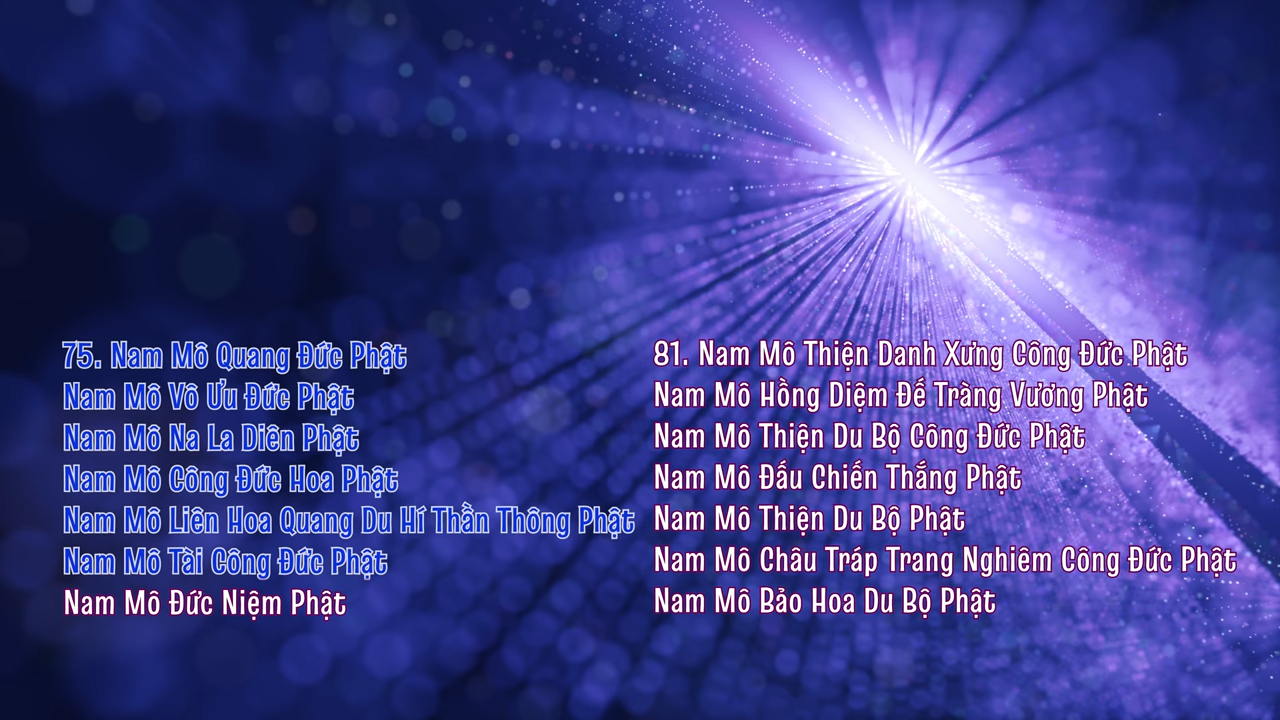 75. Nam Mô Quang Đức Phật
Nam Mô Vô Ưu Đức Phật
Nam Mô Na La Diên Phật
Nam Mô Công Đức Hoa Phật
Nam Mô Liên Hoa Quang Du Hí Thần Thông Phật
Nam Mô Tài Công Đức Phật
Nam Mô Đức Niệm Phật
81. Nam Mô Thiện Danh Xưng Công Đức Phật
Nam Mô Hồng Diệm Đế Tràng Vương Phật
Nam Mô Thiện Du Bộ Công Đức Phật
Nam Mô Đấu Chiến Thắng Phật
Nam Mô Thiện Du Bộ Phật
Nam Mô Châu Tráp Trang Nghiêm Công Đức Phật
Nam Mô Bảo Hoa Du Bộ Phật